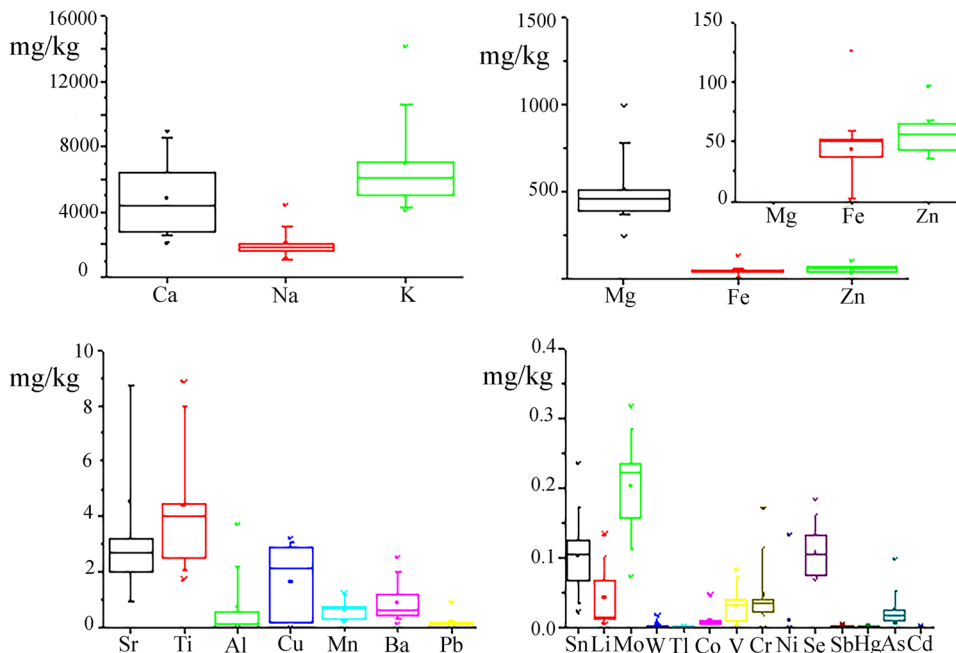 16000
mg/kg
12000
8000
4000
0
Ca Na K
1500
mg/kg
1000
500
0
Mg Fe Zn
150
100
50
0
Mg Fe Zn
10
mg/kg
8
6
4
2
0
Sr Ti Al Cu Mn Ba Pb
0.4
mg/kg
0.3
0.2
0.1
0.0
Sn Li Mo W Tl Co V Cr Ni Se Sb Hg As Cd